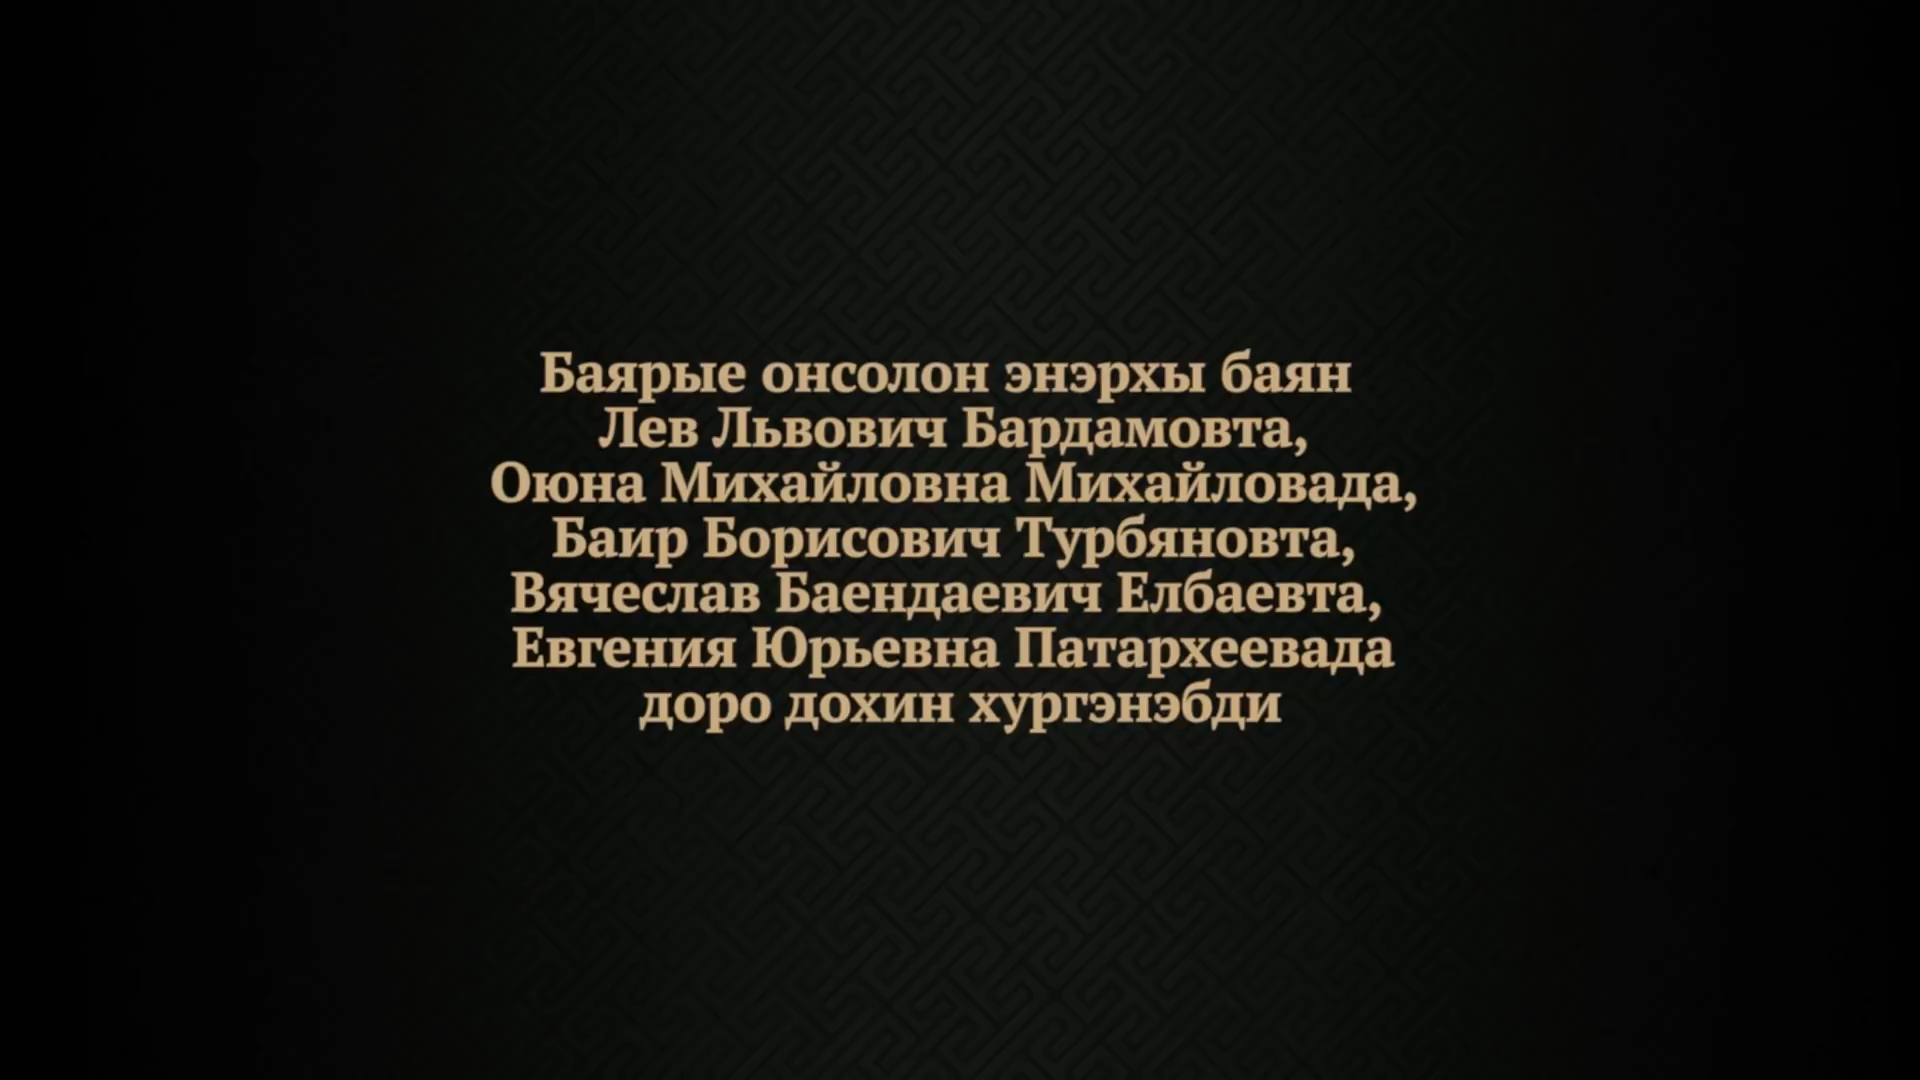 Баярые онсолон энэрхы баян
Лев Львович Бардамовта,
Оюна Михайловна Михайловада,
Баир Борисович Турбяновта,
Вячеслав Баендаевич Елбаевта,
Евгения Юрьевна Патархеевада
доро дохин хургэнэбди